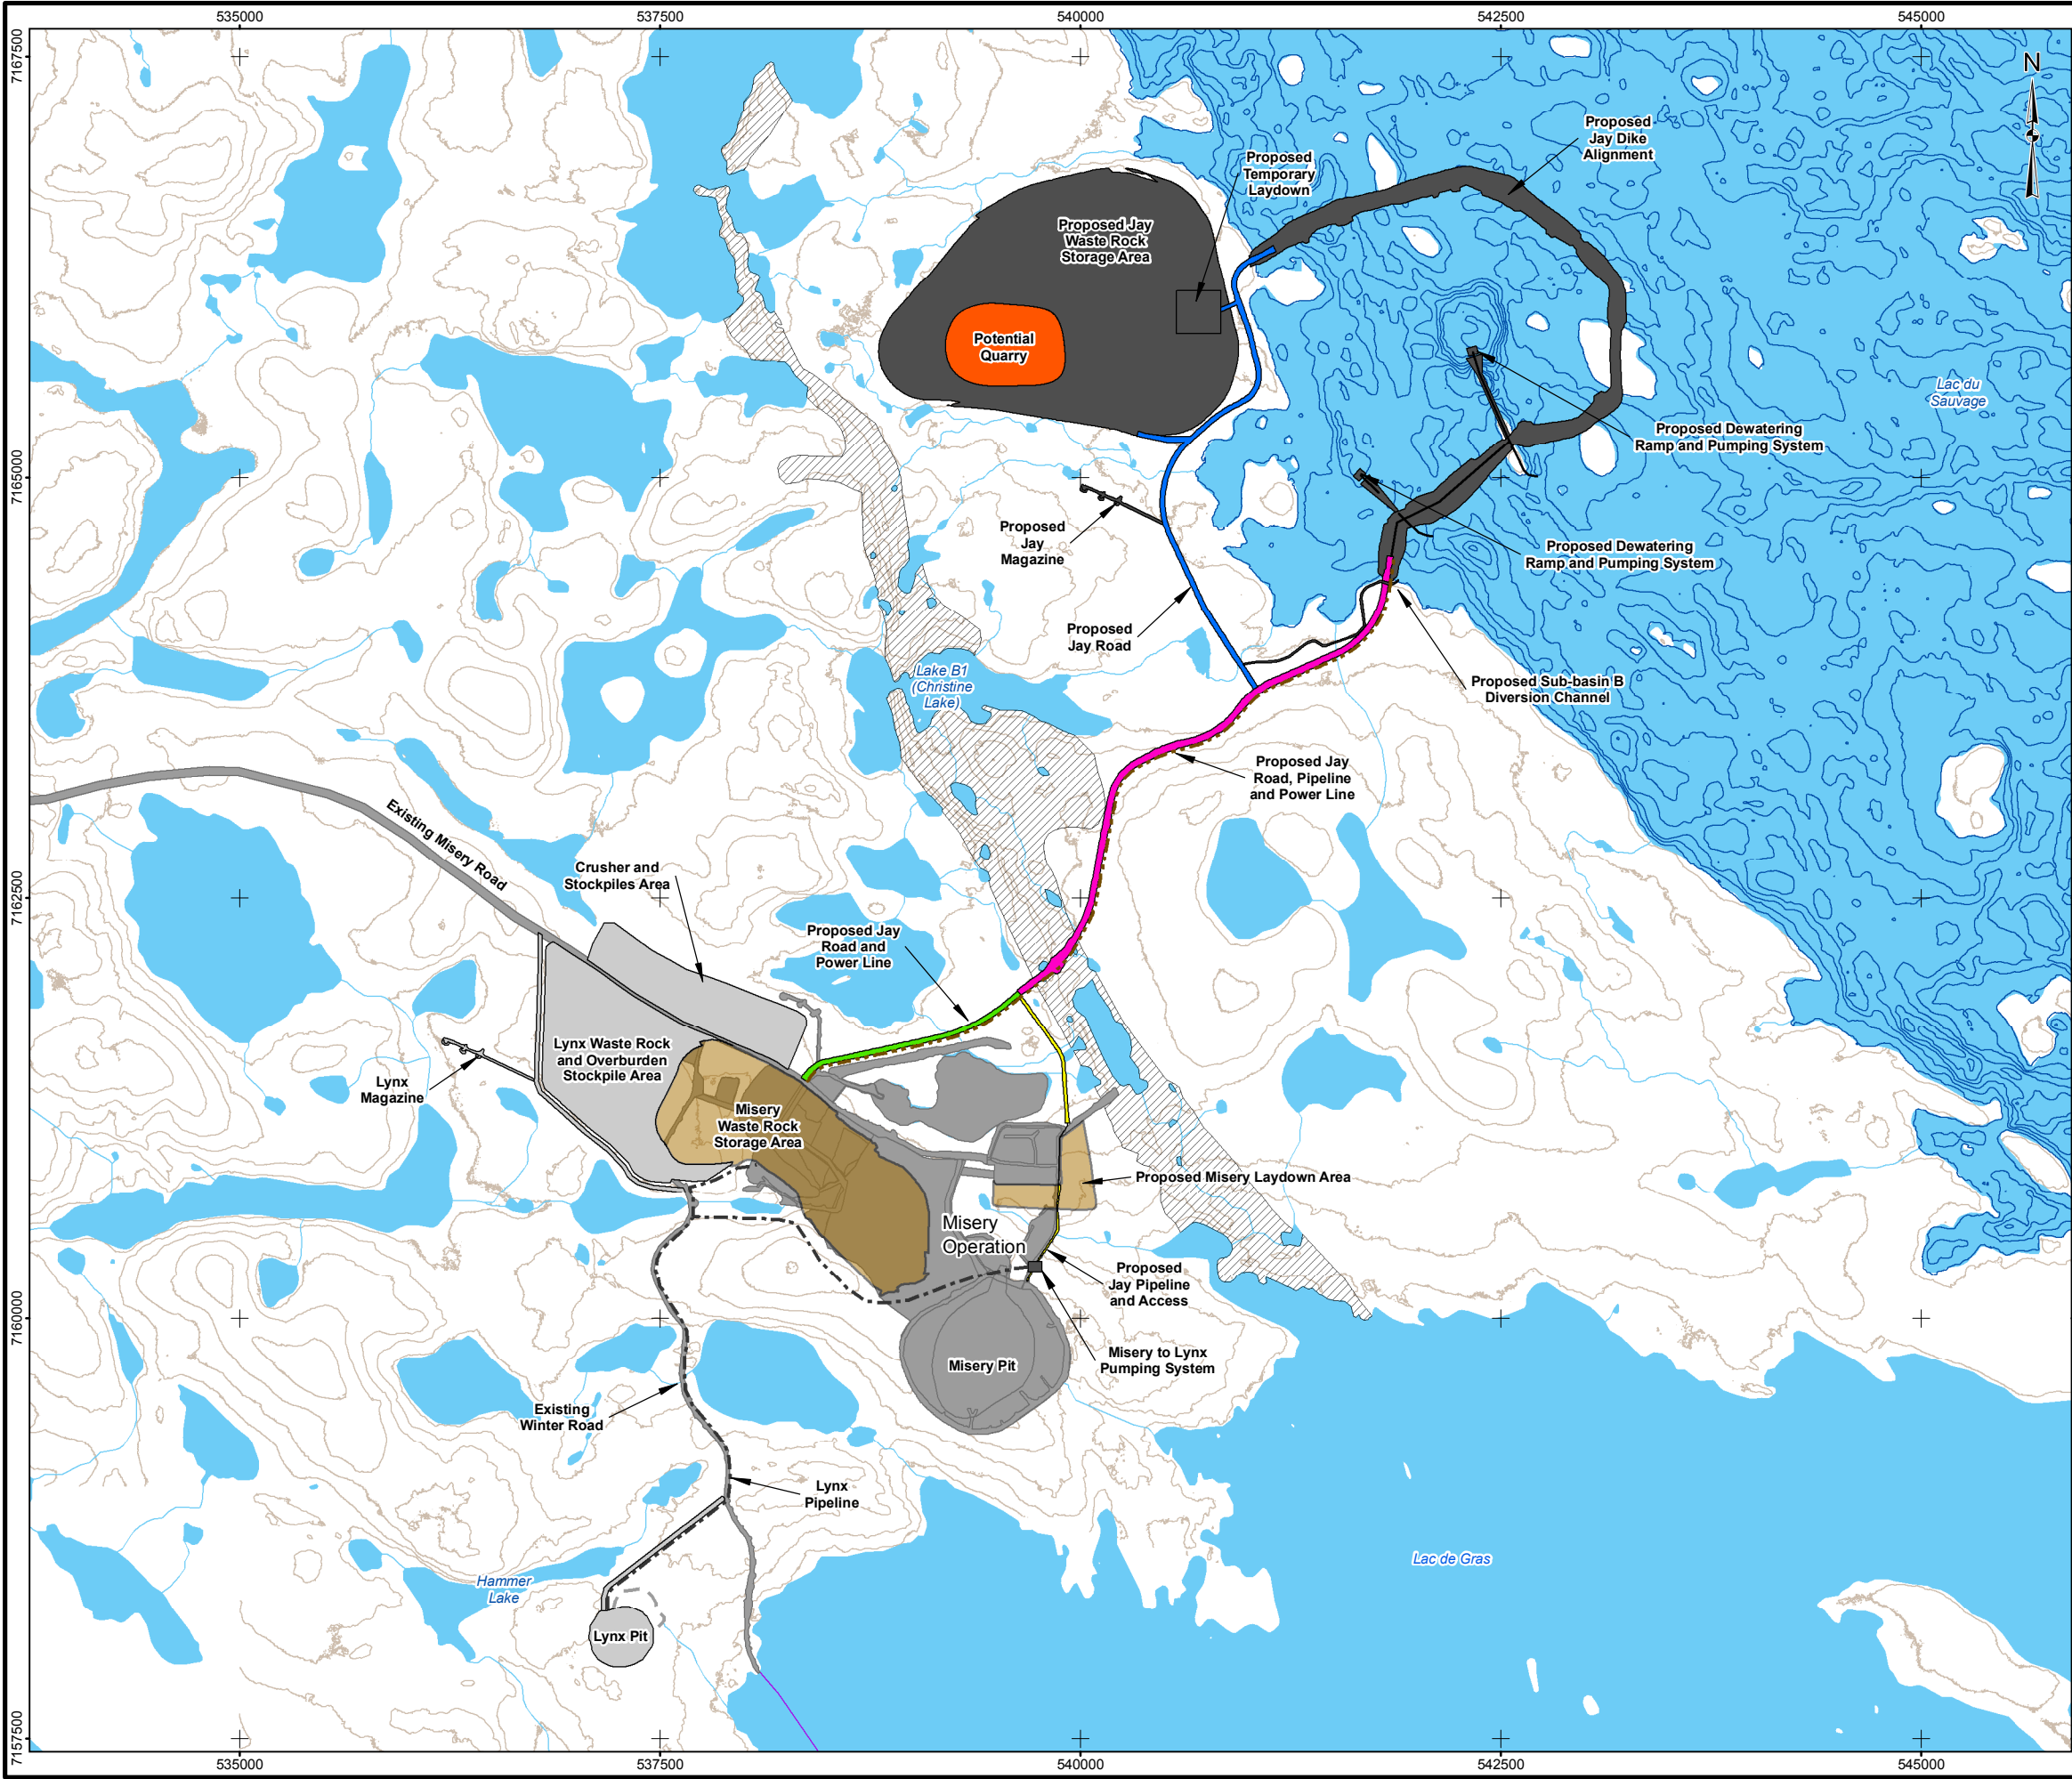 535000
537500
540000
542500
545000
7167500
7165000
7162500
7160000
7157500
N
Proposed
Jay Dike
Alignment
Proposed
Temporary
Laydown
Proposed Jay
Waste Rock
Storage Area
Potential
Quarry
Lac du
Sauvage
Proposed Dewatering
Ramp and Pumping System
Proposed
Jay
Magazine
Proposed Dewatering
Ramp and Pumping System
Proposed
Jay Road
Lake B1
(Christine
Lake)
Proposed Sub-basin B
Diversion Channel
Proposed Jay
Road, Pipeline
and Power Line
Existing Misery Road
Crusher and
Stockpiles Area
Proposed Jay
Road and
Power Line
Lynx Waste Rock
and Overburden
Stockpile Area
Lynx
Magazine
Misery
Waste Rock
Storage Area
Proposed Misery Laydown Area
Misery
Operation
Proposed
Jay Pipeline
and Access
Misery to Lynx
Pumping System
Misery Pit
Existing
Winter Road
Lynx
Pipeline
Lac de Gras
Hammer
Lake
Lynx Pit
535000
537500
540000
542500
545000